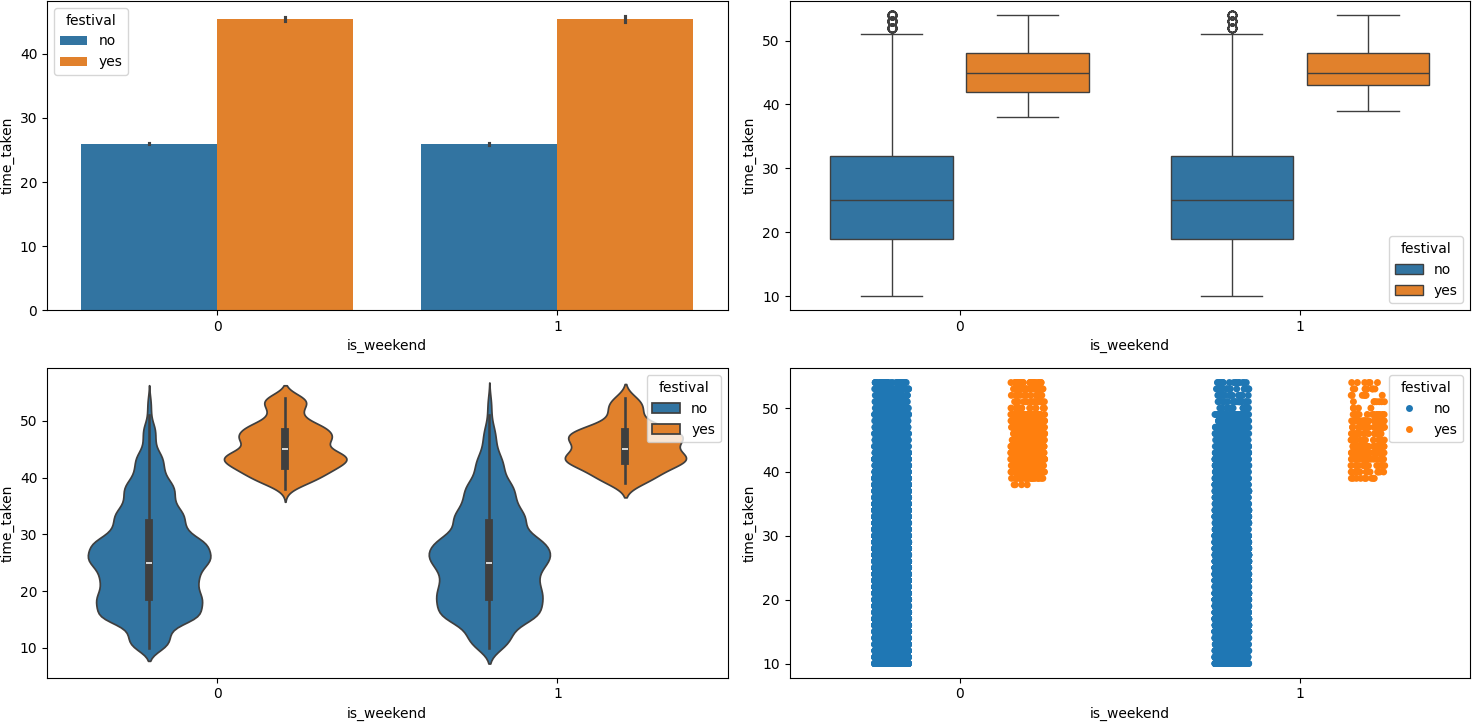 festival
no
yes
time_taken
40
30
20
10
0
0 1
is_weekend
time_taken
50
40
30
20
10
festival
no
yes
0 1
is_weekend
festival
no
yes
time_taken
50
40
30
20
10
0 1
is_weekend
festival
no
yes
time_taken
50
40
30
20
10
0 1
is_weekend